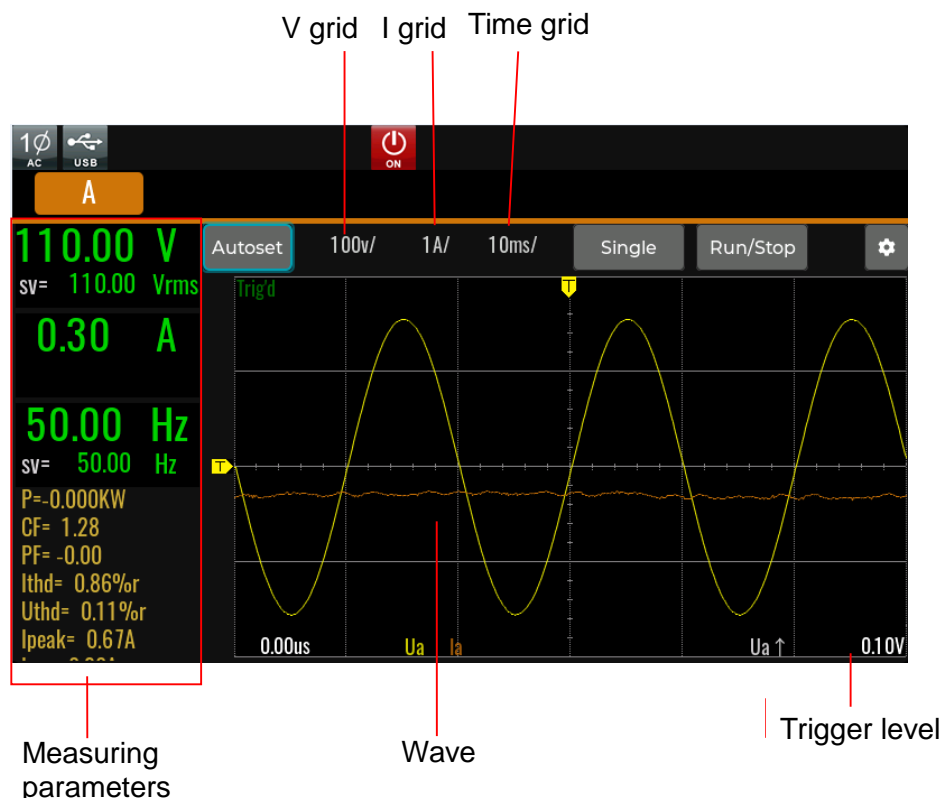 V grid I grid Time grid
1Ø
AC
USB
ON
A
110.00 V
sv= 110.00 Vrms
0.30 A
50.00 Hz
sv= 50.00 Hz
P=-0.000KW
CF= 1.28
PF= -0.00
Ithd= 0.86%r
Uthd= 0.11%r
Ipeak= 0.67A
Autoset 100v/ 1A/ 10ms/ Single Run/Stop
Trig'd
T
T
0.00us Ua Ia Ua↑ 0.10V
Measuring
parameters
Wave
Trigger level